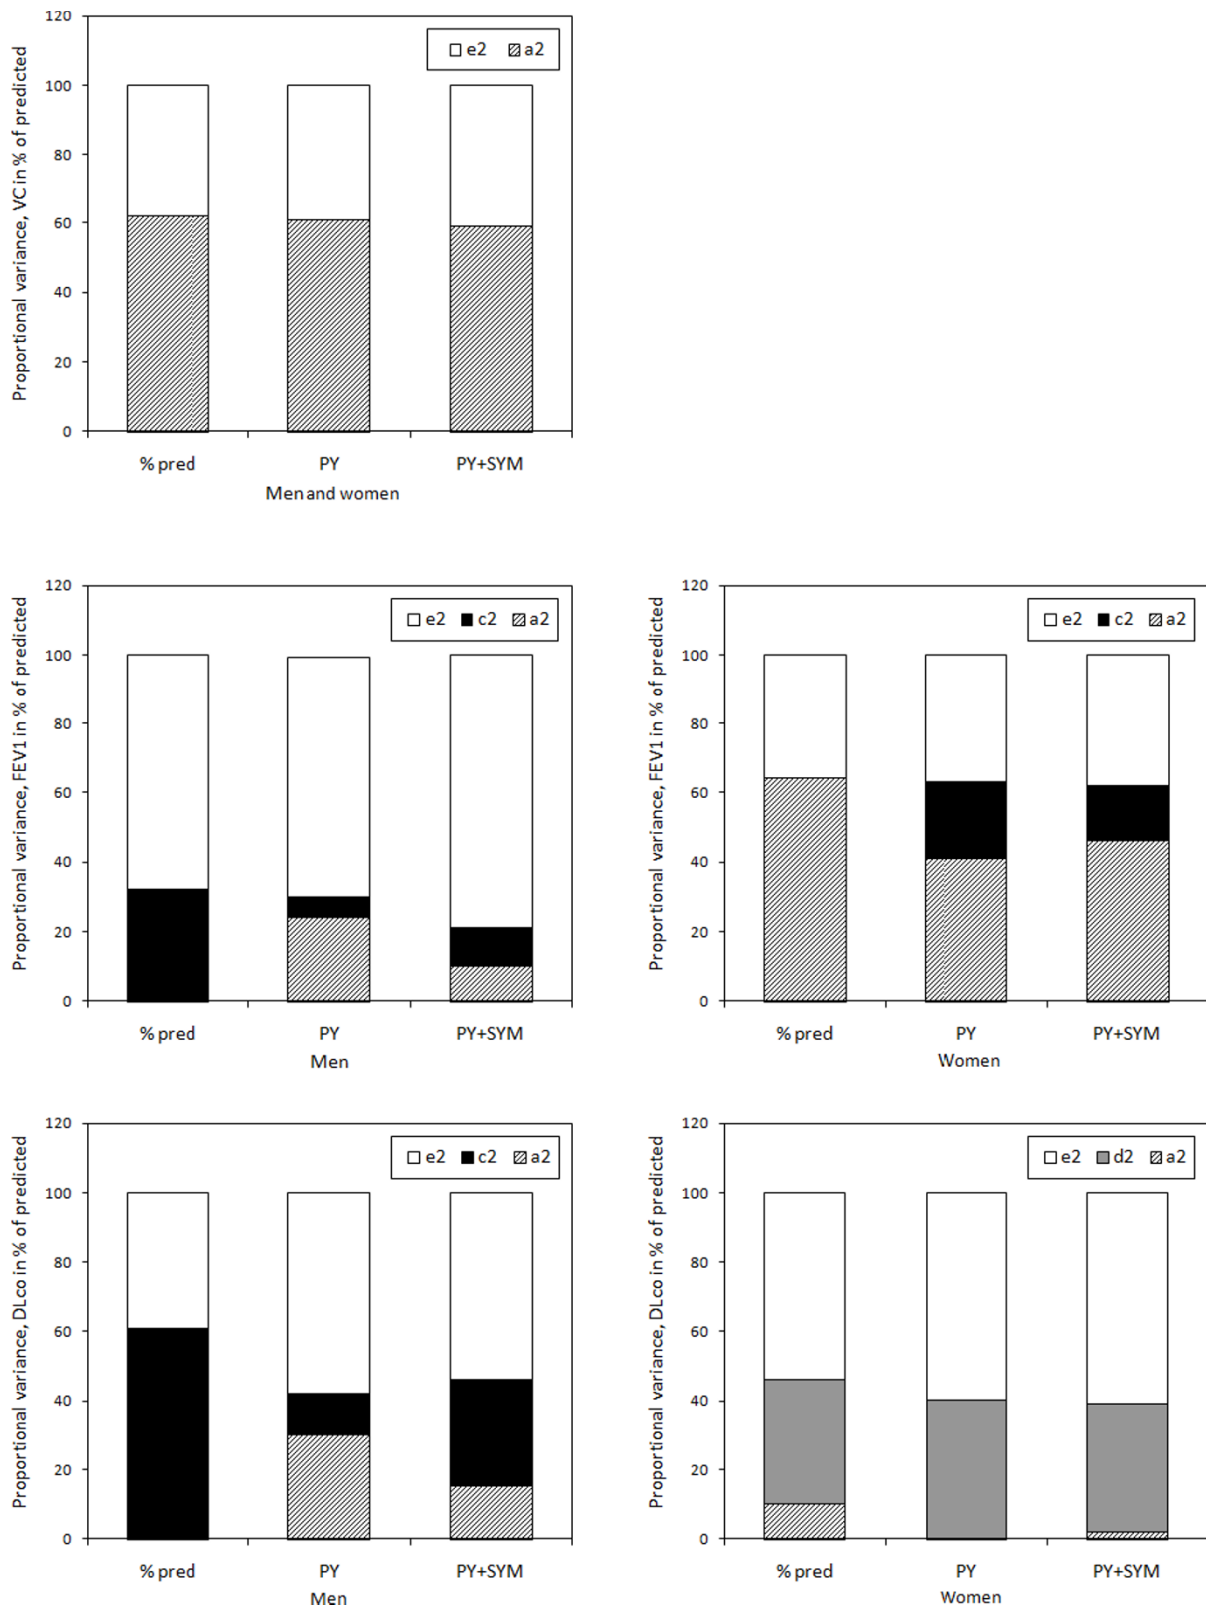 Proportional variance, VC in % of predicted
120
100
80
60
40
20
0
e2 a2
% pred PY PY+SYM
Men and women
Proportional variance, FEV1 in % of predicted
120
100
80
60
40
20
0
e2 c2 a2
% pred PY PY+SYM
Men
Proportional variance, FEV1 in % of predicted
120
100
80
60
40
20
0
e2 c2 a2
% pred PY PY+SYM
Women
Proportional variance, DLco in % of predicted
120
100
80
60
40
20
0
e2 c2 a2
% pred PY PY+SYM
Men
Proportional variance, DLco in % of predicted
120
100
80
60
40
20
0
e2 d2 a2
% pred PY PY+SYM
Women